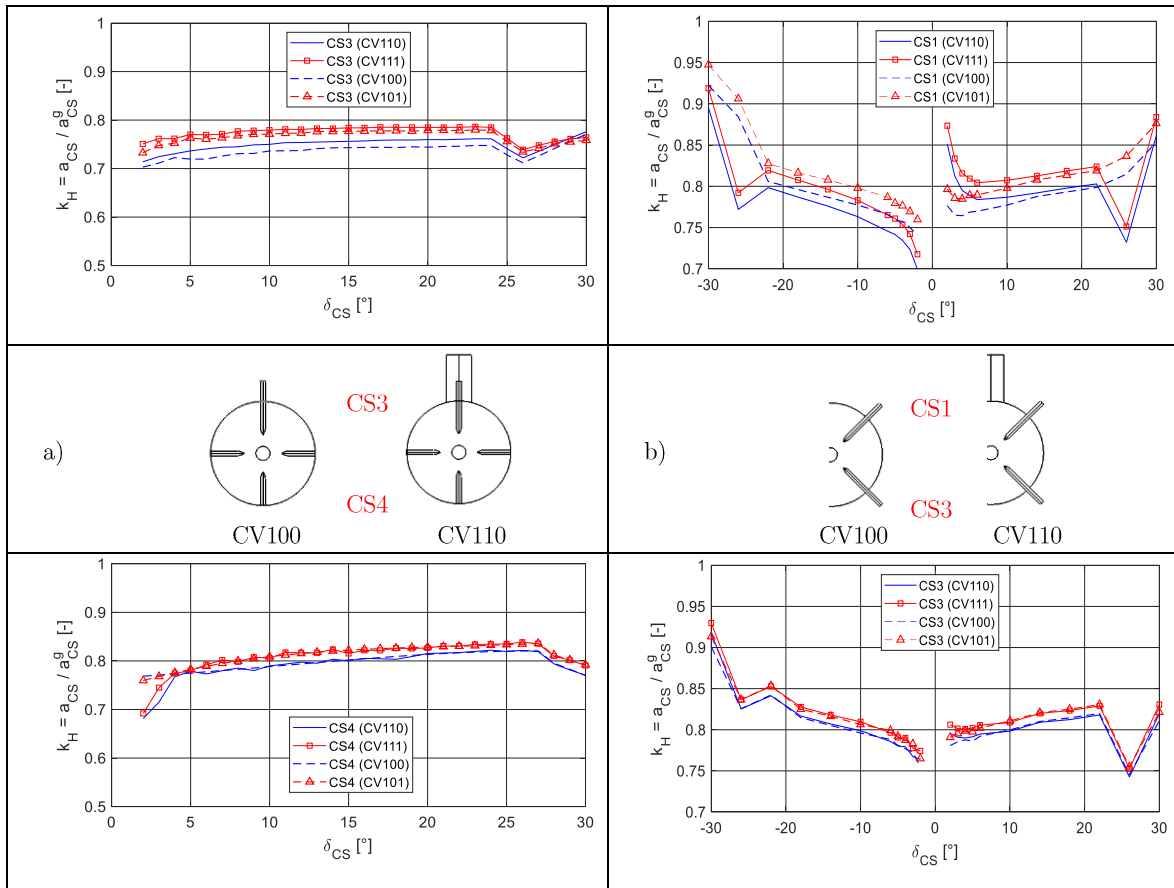 1
0.9
0.8
0.7
0.6
0.5
k_H = a_CS / a^g_CS [-]
CS3 (CV110)
CS3 (CV111)
CS3 (CV100)
CS3 (CV101)
0 5 10 15 20 25 30
δ_CS [°]
1
0.95
0.9
0.85
0.8
0.75
0.7
k_H = a_CS / a^g_CS [-]
CS1 (CV110)
CS1 (CV111)
CS1 (CV100)
CS1 (CV101)
-30 -20 -10 0 10 20 30
δ_CS [°]
a)
CS3
CS4
CV100 CV110
b)
CS1
CS3
CV100 CV110
1
0.9
0.8
0.7
0.6
0.5
k_H = a_CS / a^g_CS [-]
CS4 (CV110)
CS4 (CV111)
CS4 (CV100)
CS4 (CV101)
0 5 10 15 20 25 30
δ_CS [°]
1
0.95
0.9
0.85
0.8
0.75
0.7
k_H = a_CS / a^g_CS [-]
CS3 (CV110)
CS3 (CV111)
CS3 (CV100)
CS3 (CV101)
-30 -20 -10 0 10 20 30
δ_CS [°]